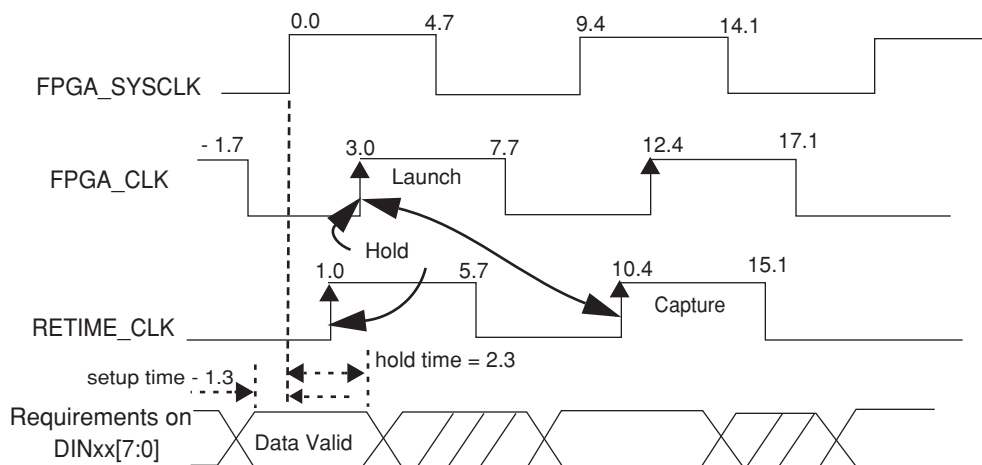 0.0 4.7 9.4 14.1
FPGA_SYSCLK
- 1.7 3.0 7.7 12.4 17.1
FPGA_CLK
Launch
Hold
1.0 5.7 10.4 15.1
Capture
RETIME_CLK
hold time = 2.3
setup time - 1.3
Requirements on
DINxx[7:0]
Data Valid